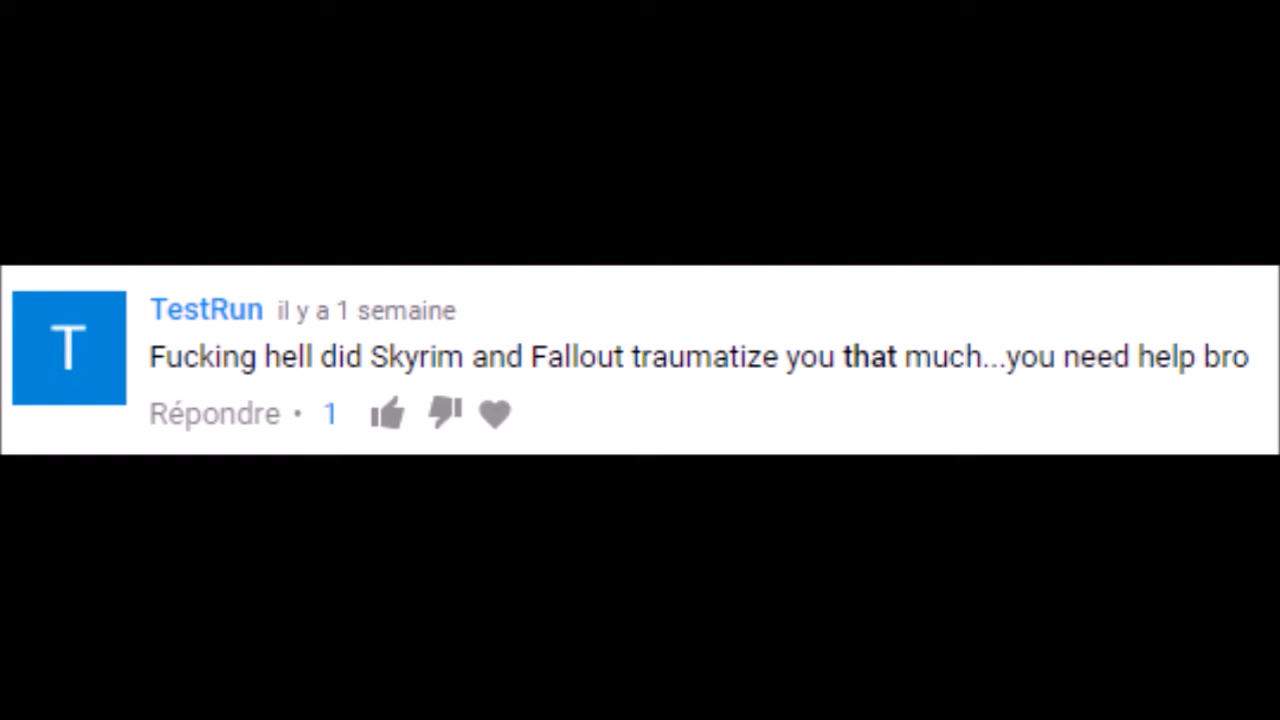 T
TestRun il y a 1 semaine
Fucking hell did Skyrim and Fallout traumatize you that much...you need help bro
Répondre • 1